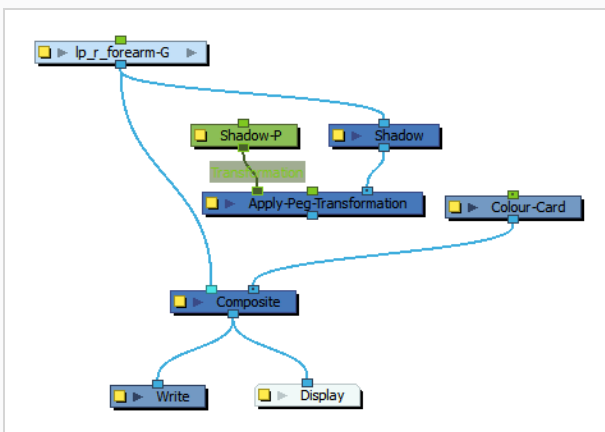 lp_r_forearm-G
Shadow-P
Shadow
Transformation
Apply-Peg-Transformation
Colour-Card
Composite
Write
Display